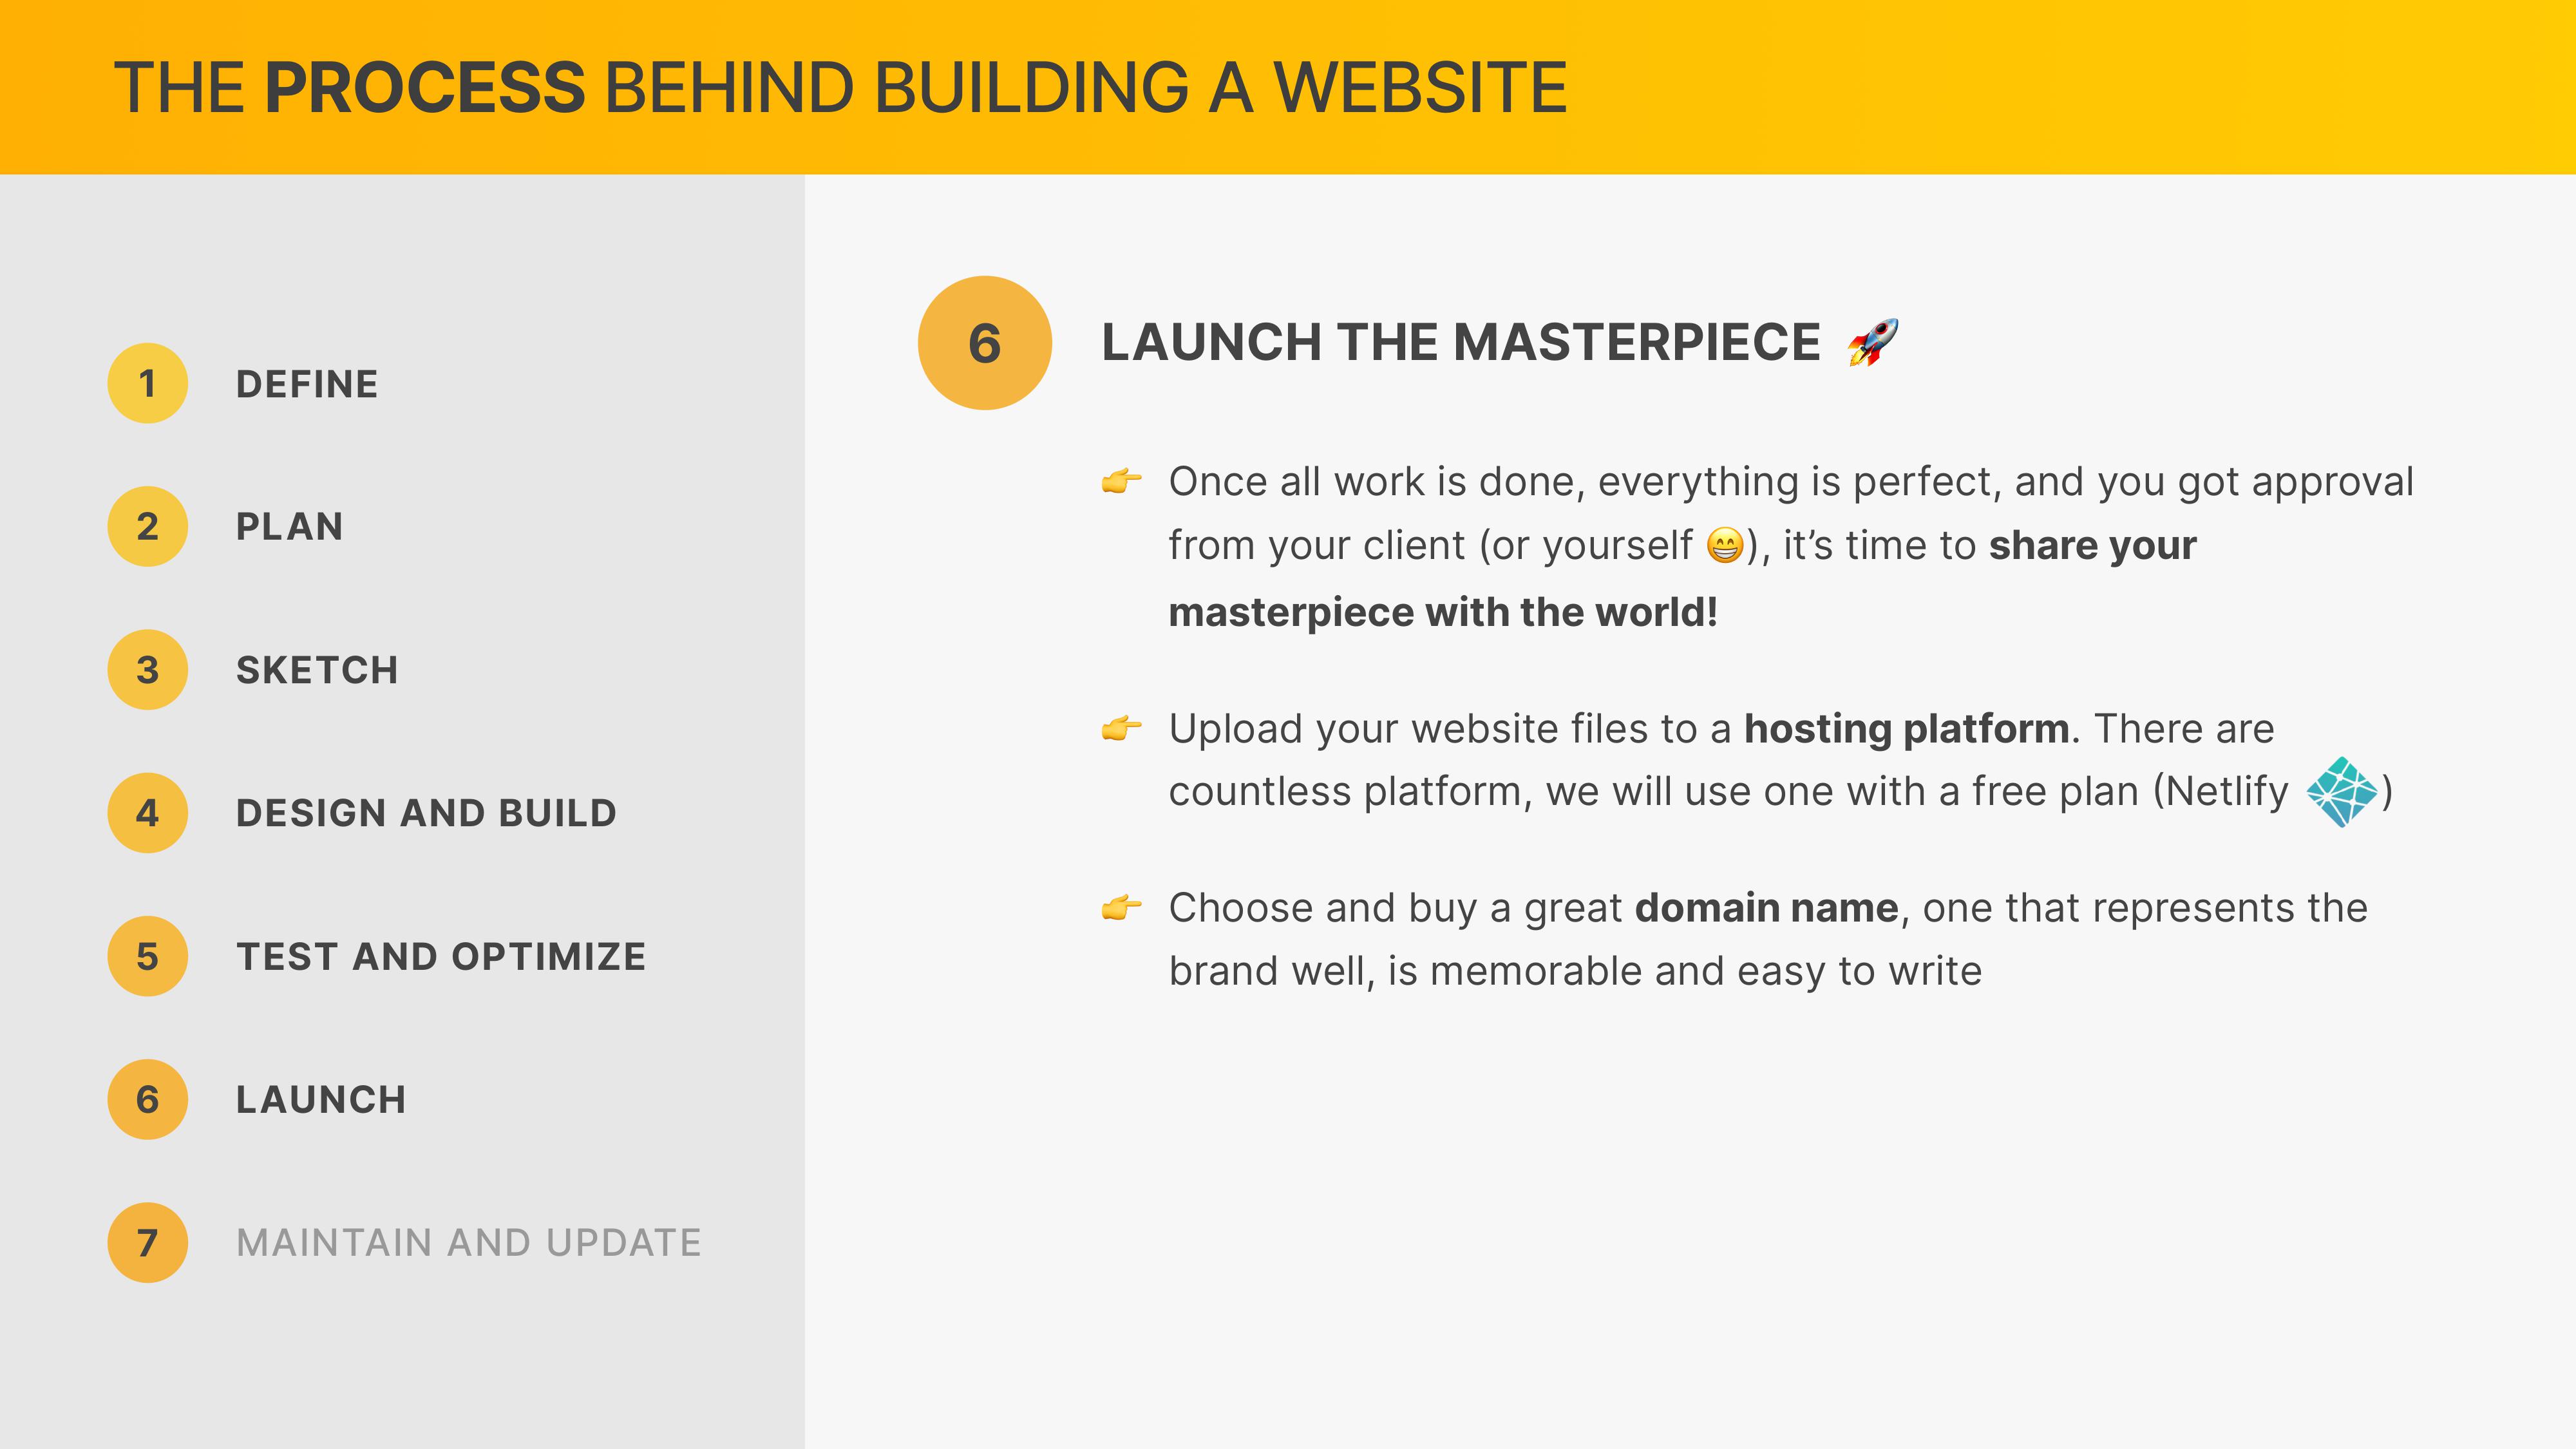 THE PROCESS BEHIND BUILDING A WEBSITE
1 DEFINE
2 PLAN
3 SKETCH
4 DESIGN AND BUILD
5 TEST AND OPTIMIZE
6 LAUNCH
7 MAINTAIN AND UPDATE
6 LAUNCH THE MASTERPIECE 🚀
👉 Once all work is done, everything is perfect, and you got approval
from your client (or yourself 😁), it’s time to share your
masterpiece with the world!
👉 Upload your website files to a hosting platform. There are
countless platform, we will use one with a free plan (Netlify )
👉 Choose and buy a great domain name, one that represents the
brand well, is memorable and easy to write